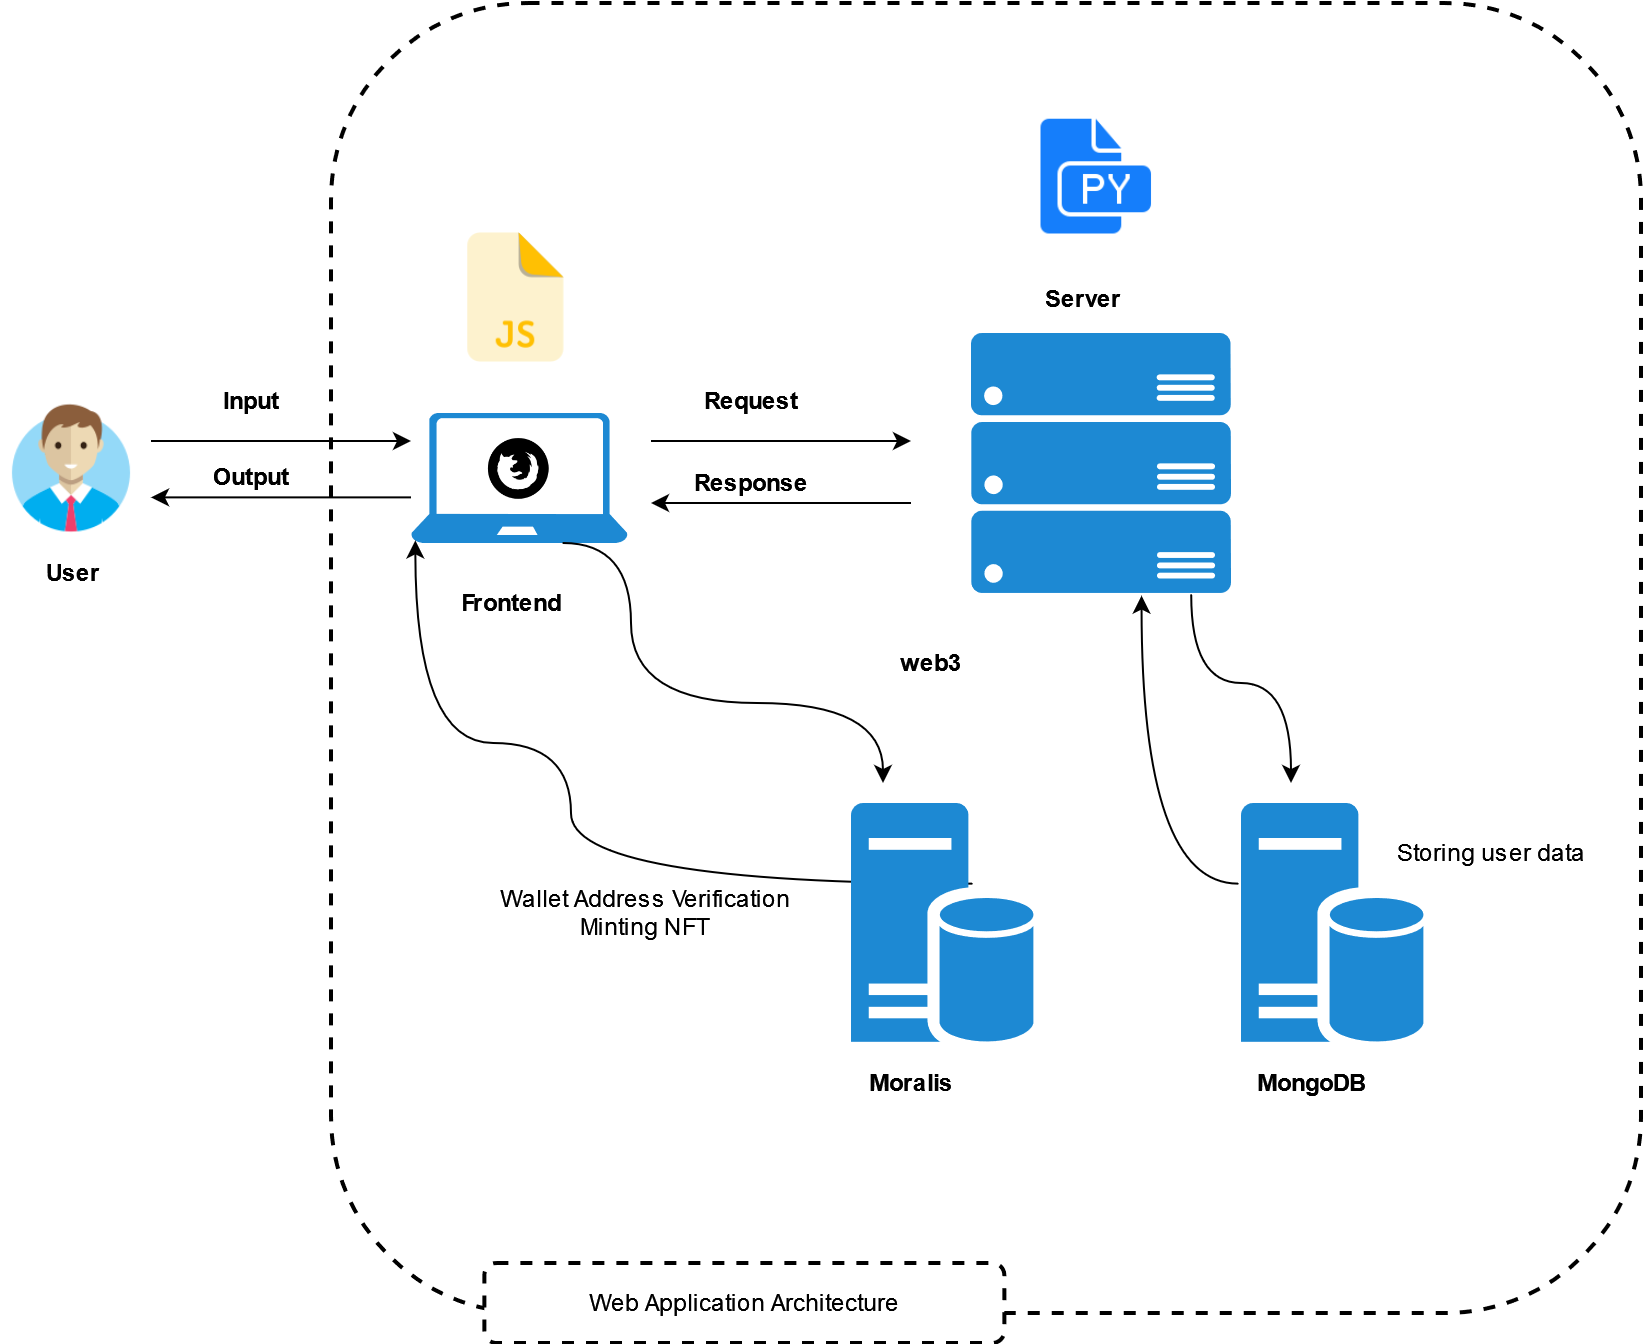 PY
Server
JS
Input
Request
Output
Response
User
Frontend
web3
Storing user data
Wallet Address Verification
Minting NFT
Moralis
MongoDB
Web Application Architecture